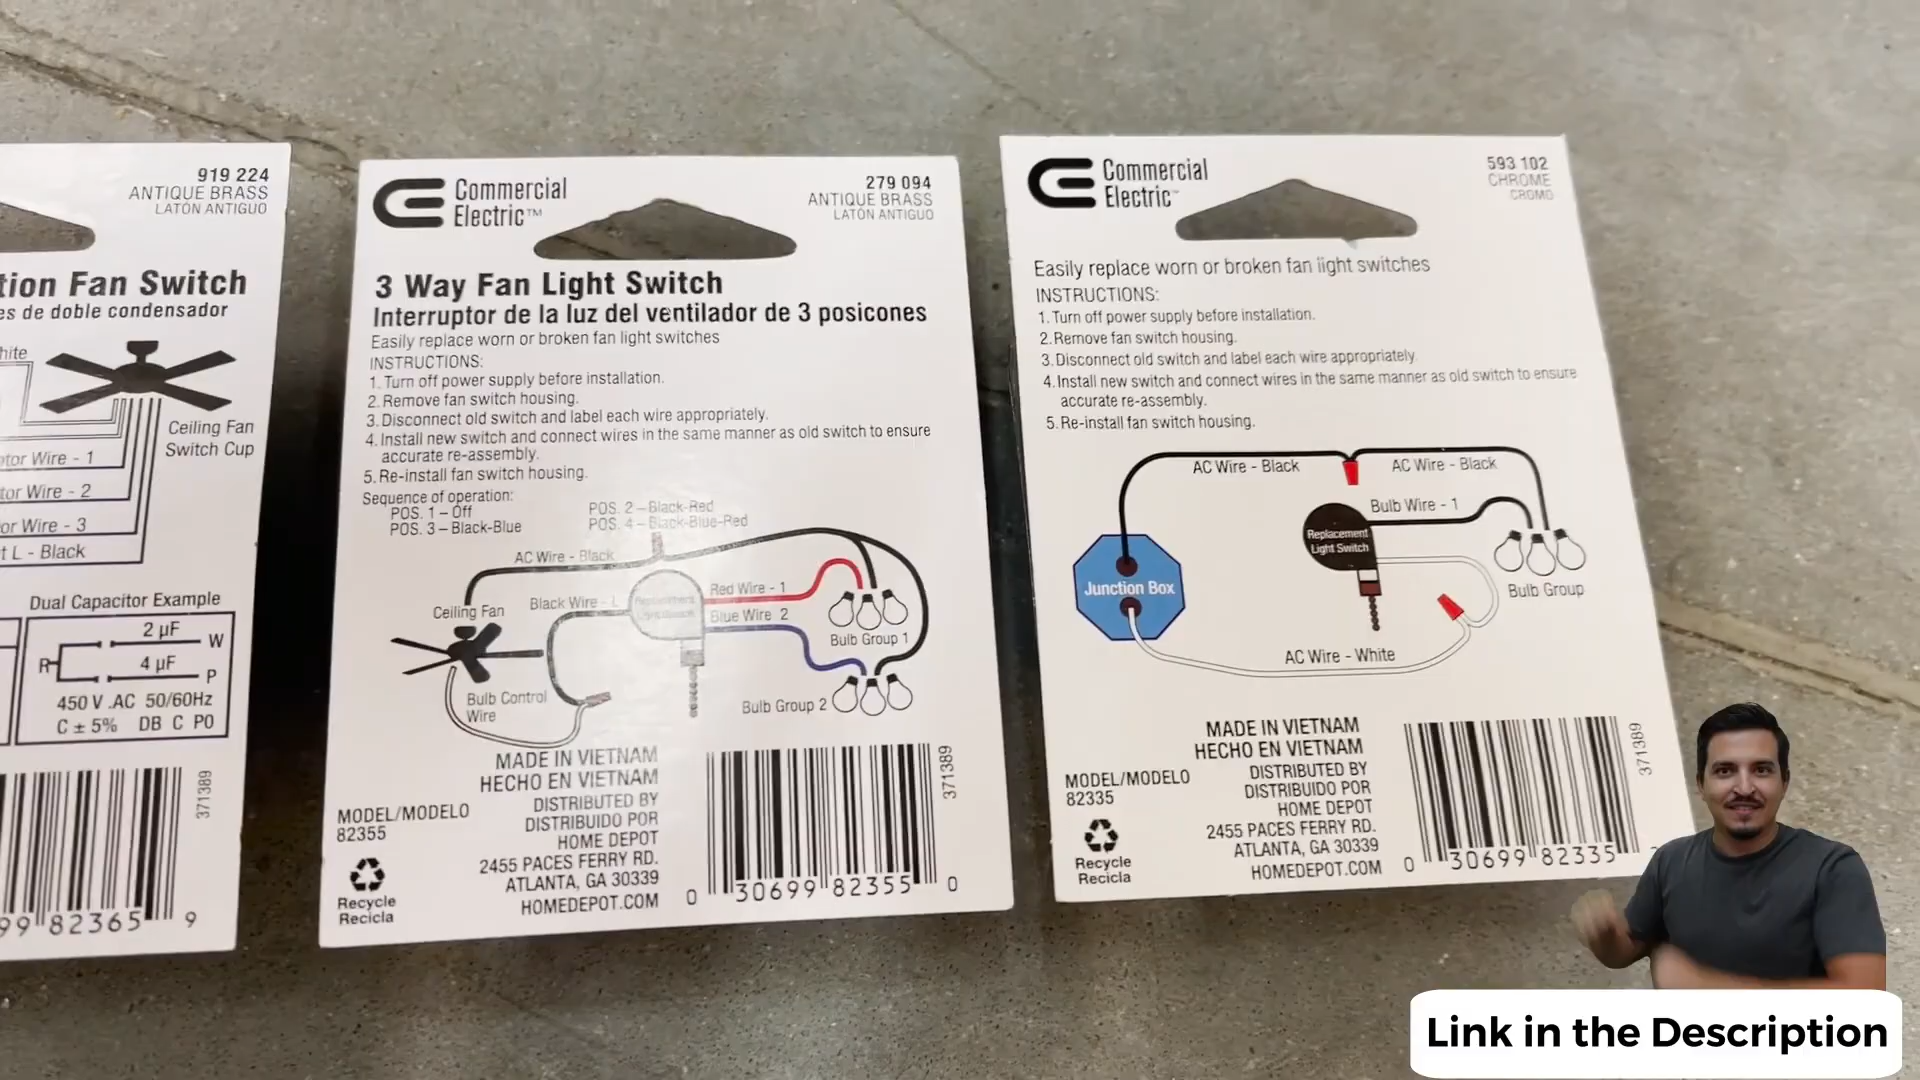 919 224
ANTIQUE BRASS
LATÓN ANTIGUO
tion Fan Switch
es de doble condensador
hite
Ceiling Fan
Switch Cup
otor Wire - 1
tor Wire - 2
or Wire - 3
t L - Black
Dual Capacitor Example
2 µF
W
R
4 µF
P
450 V .AC 50/60Hz
C ± 5% DB C P0
371389
99 82365 9
Commercial
Electric™
279 094
ANTIQUE BRASS
LATÓN ANTIGUO
3 Way Fan Light Switch
Interruptor de la luz del ventilador de 3 posicones
Easily replace worn or broken fan light switches
INSTRUCTIONS:
1. Turn off power supply before installation.
2. Remove fan switch housing.
3. Disconnect old switch and label each wire appropriately.
4. Install new switch and connect wires in the same manner as old switch to ensure
accurate re-assembly.
5. Re-install fan switch housing.
Sequence of operation:
POS. 1 – Off
POS. 2 – Black-Red
POS. 3 – Black-Blue
POS. 4 – Black-Blue-Red
AC Wire - Black
Ceiling Fan
Black Wire - L
Replacement
Light Switch
Red Wire - 1
Blue Wire 2
Bulb Group 1
Bulb Control
Wire
Bulb Group 2
MADE IN VIETNAM
HECHO EN VIETNAM
DISTRIBUTED BY
DISTRIBUIDO POR
HOME DEPOT
2455 PACES FERRY RD.
ATLANTA, GA 30339
HOMEDEPOT.COM
MODEL/MODELO
82355
Recycle
Recicla
371389
0 30699 82355 0
Commercial
Electric™
593 102
CHROME
CROMO
Easily replace worn or broken fan light switches
INSTRUCTIONS:
1. Turn off power supply before installation.
2. Remove fan switch housing.
3. Disconnect old switch and label each wire appropriately.
4. Install new switch and connect wires in the same manner as old switch to ensure
accurate re-assembly.
5. Re-install fan switch housing.
AC Wire - Black
AC Wire - Black
Bulb Wire - 1
Replacement
Light Switch
Junction Box
Bulb Group
AC Wire - White
MADE IN VIETNAM
HECHO EN VIETNAM
DISTRIBUTED BY
DISTRIBUIDO POR
HOME DEPOT
2455 PACES FERRY RD.
ATLANTA, GA 30339
HOMEDEPOT.COM
MODEL/MODELO
82335
Recycle
Recicla
371389
0 30699 82335
Link in the Description